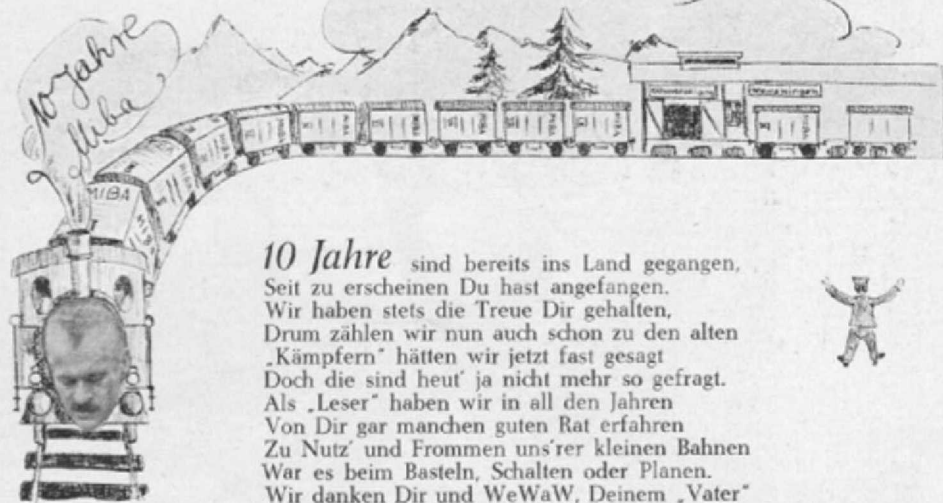 10 Jahre
Miba
MIBA
10 Jahre sind bereits ins Land gegangen,
Seit zu erscheinen Du hast angefangen.
Wir haben stets die Treue Dir gehalten,
Drum zählen wir nun auch schon zu den alten
„Kämpfern" hätten wir jetzt fast gesagt
Doch die sind heut' ja nicht mehr so gefragt.
Als „Leser" haben wir in all den Jahren
Von Dir gar manchen guten Rat erfahren
Zu Nutz' und Frommen uns'rer kleinen Bahnen
War es beim Basteln, Schalten oder Planen.
Wir danken Dir und WeWaW, Deinem „Vater"